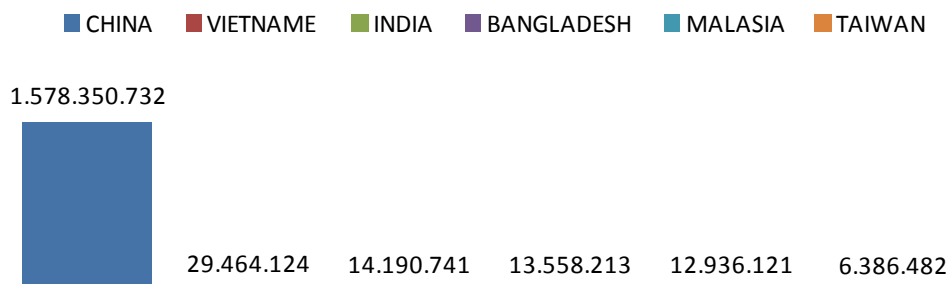 CHINA VIETNAME INDIA BANGLADESH MALASIA TAIWAN
1.578.350.732
29.464.124 14.190.741 13.558.213 12.936.121 6.386.482